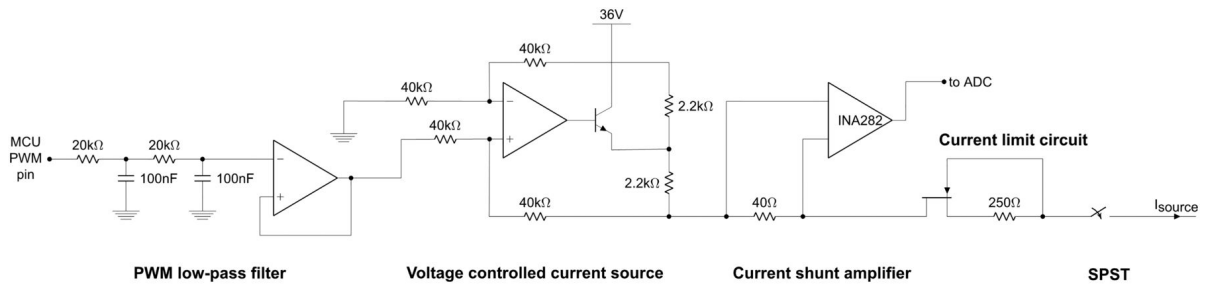 36V
40kΩ
40kΩ
−
+
2.2kΩ
40kΩ
2.2kΩ
40kΩ
MCU
PWM
pin
20kΩ
20kΩ
100nF
100nF
−
+
to ADC
INA282
Current limit circuit
40Ω
250Ω
Isource
PWM low-pass filter
Voltage controlled current source
Current shunt amplifier
SPST